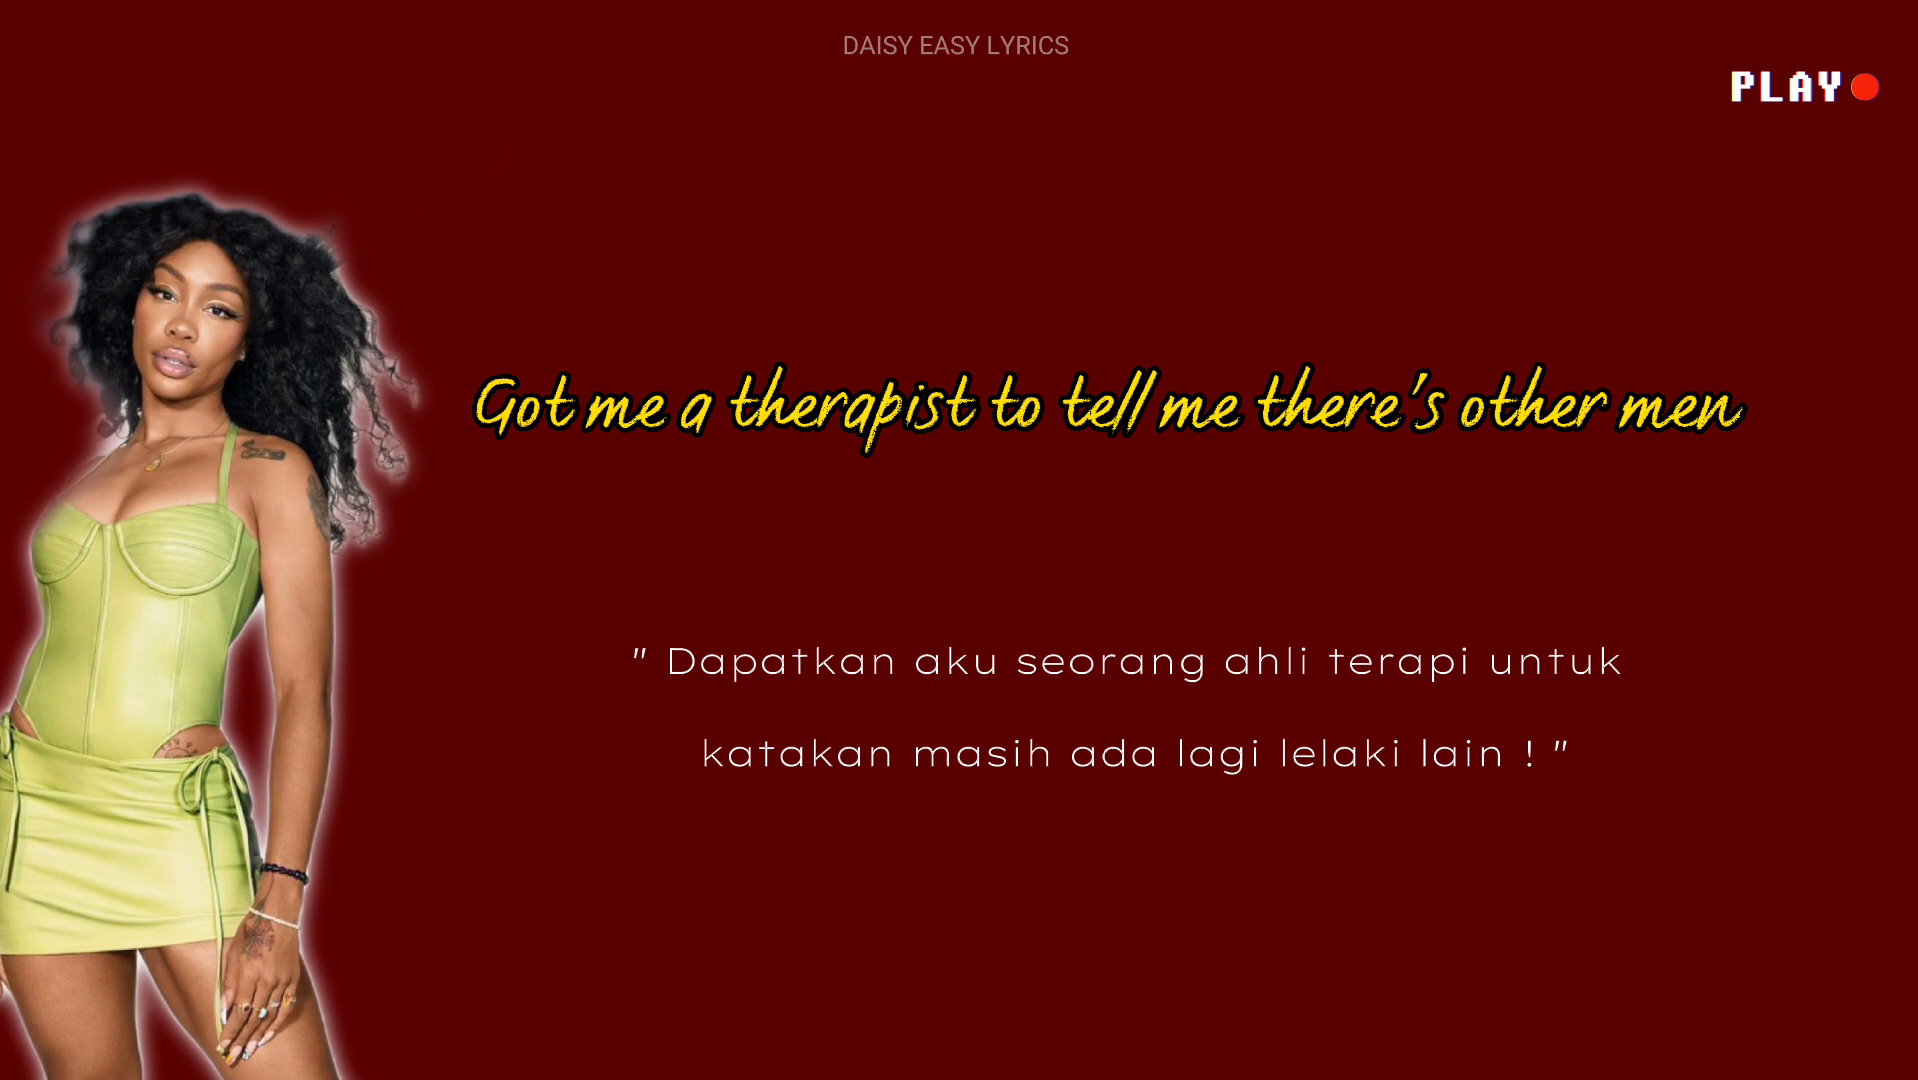 DAISY EASY LYRICS
PLAY
Got me a therapist to tell me there's other men
" Dapatkan aku seorang ahli terapi untuk
katakan masih ada lagi lelaki lain ! "